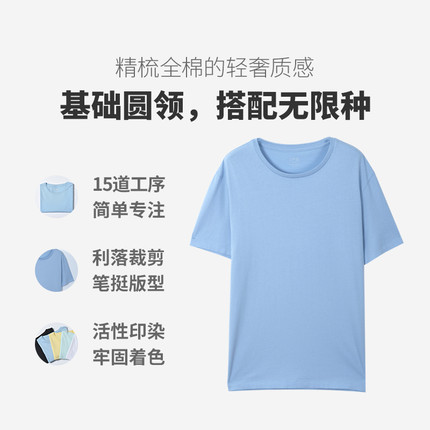 精梳全棉的轻奢质感
基础圆领，搭配无限种
15道工序
简单专注
利落裁剪
笔挺版型
活性印染
牢固着色